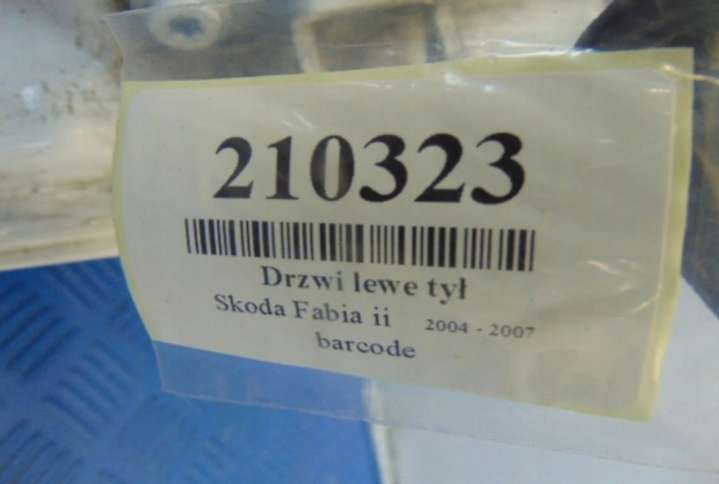 210323
Drzwi lewe tył
Skoda Fabia ii 2004 - 2007
barcode